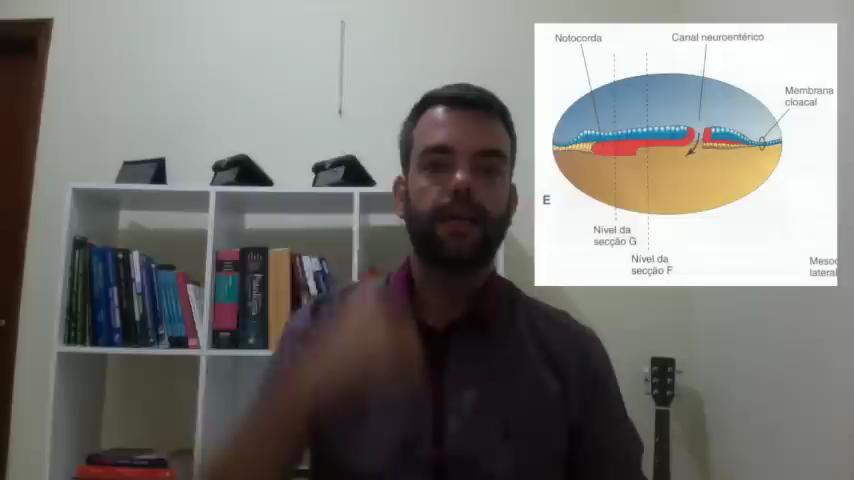 Notocorda
Canal neuroentérico
Membrana
cloacal
E
Nível da
secção G
Nível da
secção F
Mesod
lateral